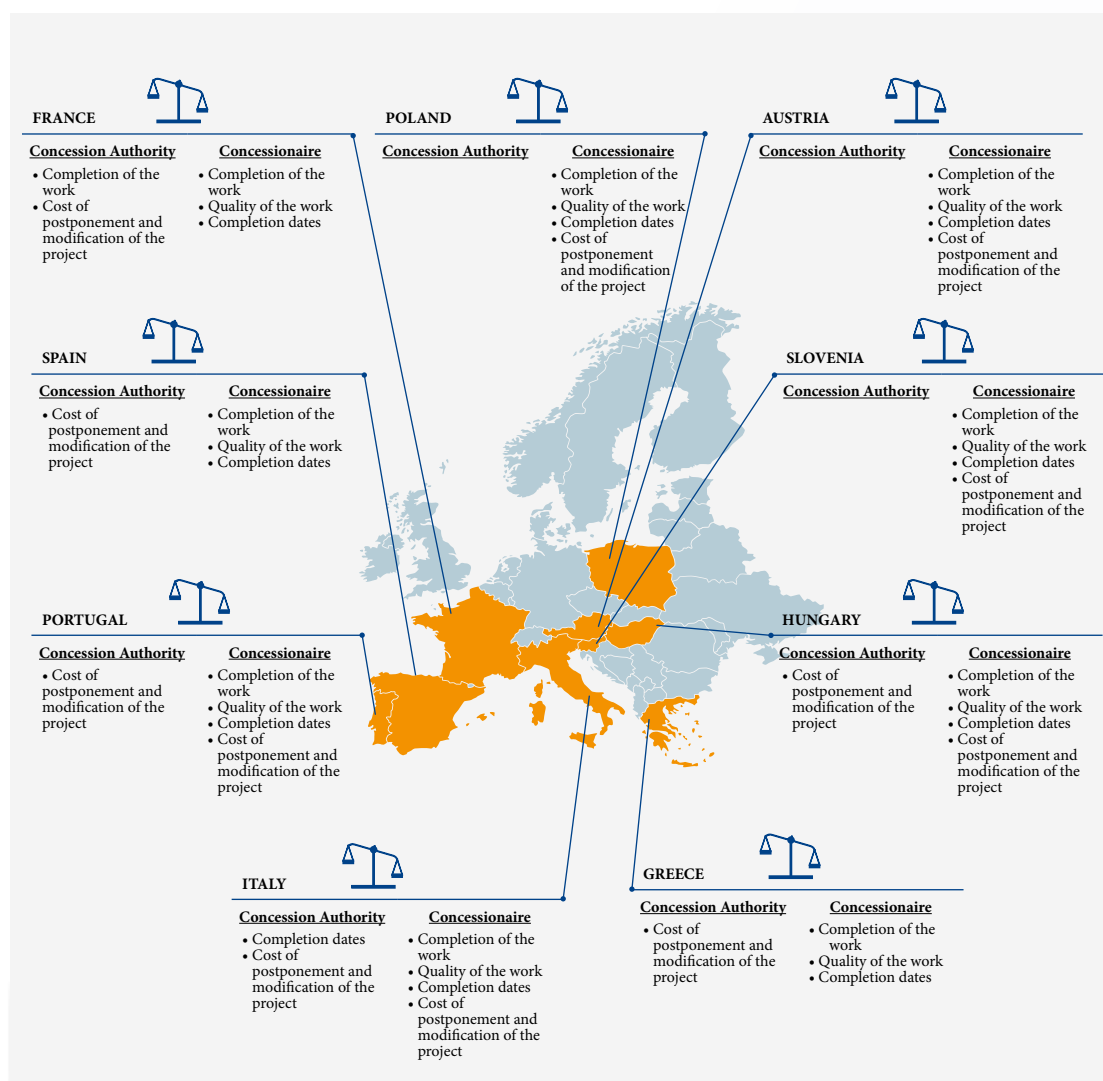 FRANCE
Concession Authority
• Completion of the
work
• Cost of
postponement and
modification of the
project
Concessionaire
• Completion of the
work
• Quality of the work
• Completion dates
POLAND
Concession Authority
Concessionaire
• Completion of the
work
• Quality of the work
• Completion dates
• Cost of
postponement
and modification
of the project
AUSTRIA
Concession Authority
Concessionaire
• Completion of the
work
• Quality of the work
• Completion dates
• Cost of
postponement and
modification of the
project
SPAIN
Concession Authority
• Cost of
postponement and
modification of the
project
Concessionaire
• Completion of the
work
• Quality of the work
• Completion dates
SLOVENIA
Concession Authority
Concessionaire
• Completion of the
work
• Quality of the work
• Completion dates
• Cost of
postponement and
modification of the
project
PORTUGAL
Concession Authority
• Cost of
postponement and
modification of the
project
Concessionaire
• Completion of the
work
• Quality of the work
• Completion dates
• Cost of
postponement and
modification of the
project
HUNGARY
Concession Authority
• Cost of
postponement and
modification of the
project
Concessionaire
• Completion of the
work
• Quality of the work
• Completion dates
• Cost of
postponement and
modification of the
project
ITALY
Concession Authority
• Completion dates
• Cost of
postponement and
modification of the
project
Concessionaire
• Completion of the
work
• Quality of the work
• Completion dates
• Cost of
postponement and
modification of the
project
GREECE
Concession Authority
• Cost of
postponement and
modification of the
project
Concessionaire
• Completion of the
work
• Quality of the work
• Completion dates